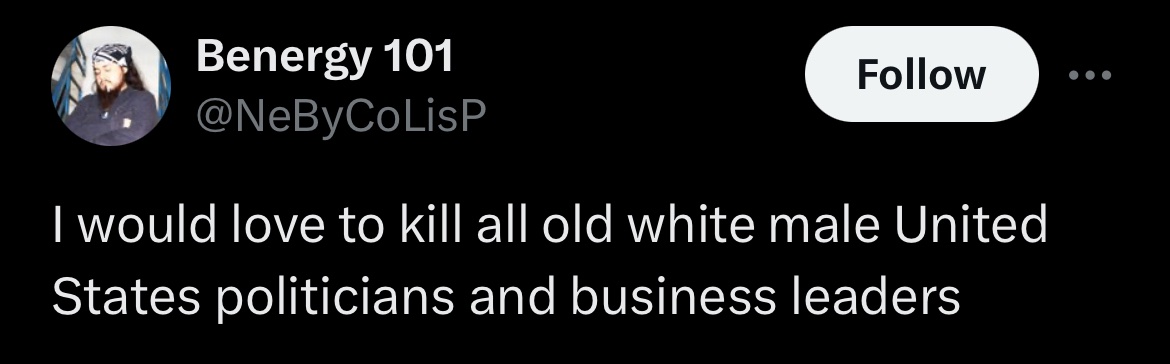 Benergy 101
@NeByCoLisP
Follow
I would love to kill all old white male United
States politicians and business leaders